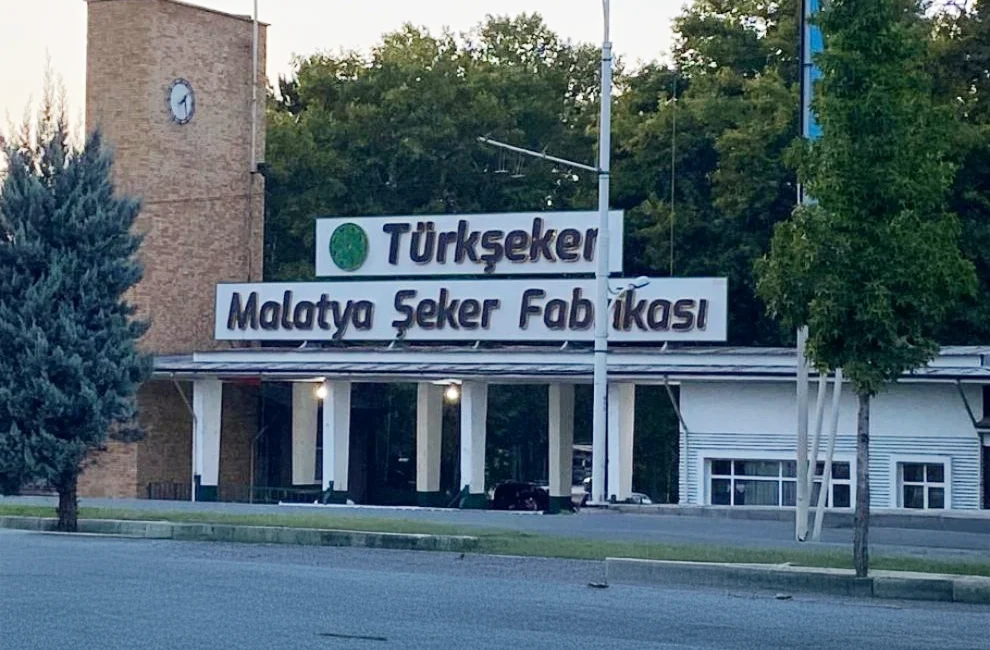 Türkşeker
Malatya Şeker Fabrikası